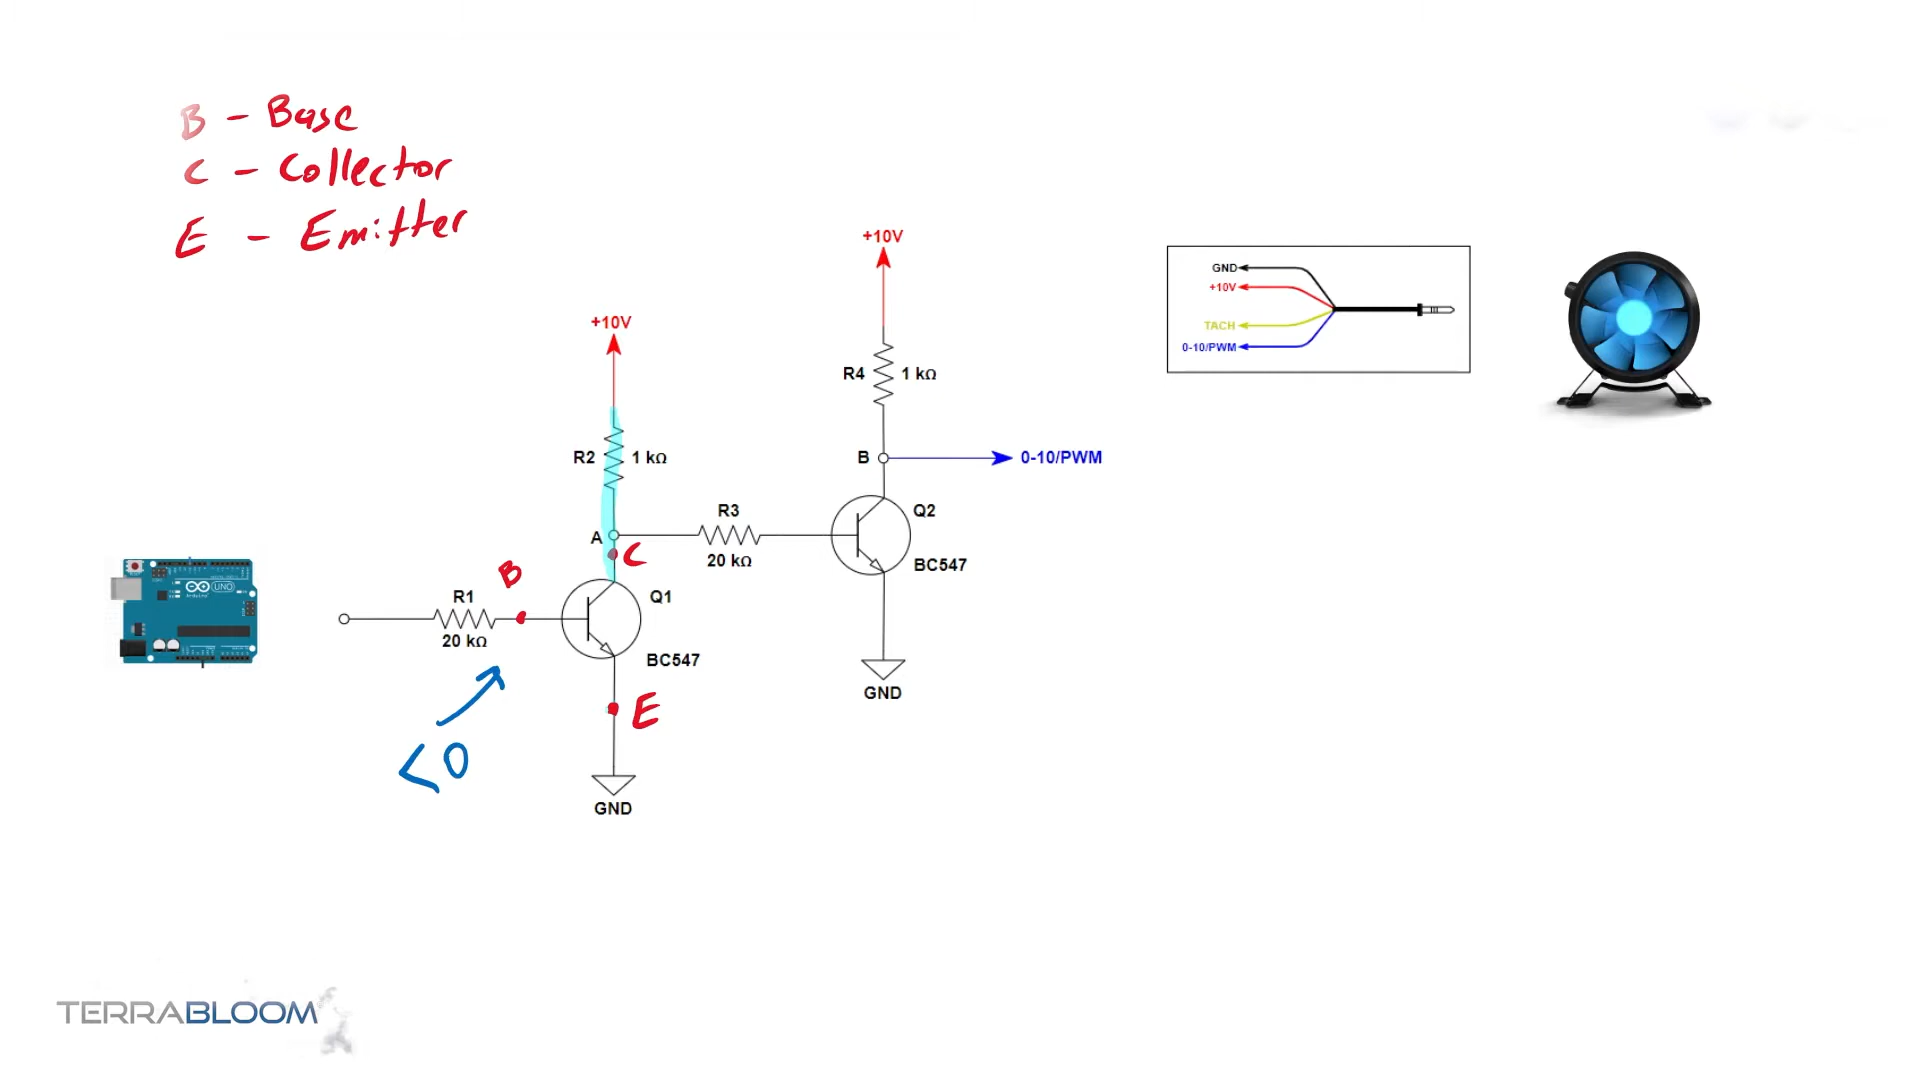 B - Base
C - Collector
E - Emitter
+10V
+10V
GND
+10V
TACH
0-10/PWM
R4 1 kΩ
R2 1 kΩ
B
0-10/PWM
R3
20 kΩ
Q2
BC547
A
C
B
R1
20 kΩ
Q1
BC547
E
GND
GND
<0
UNO
TERRABLOOM